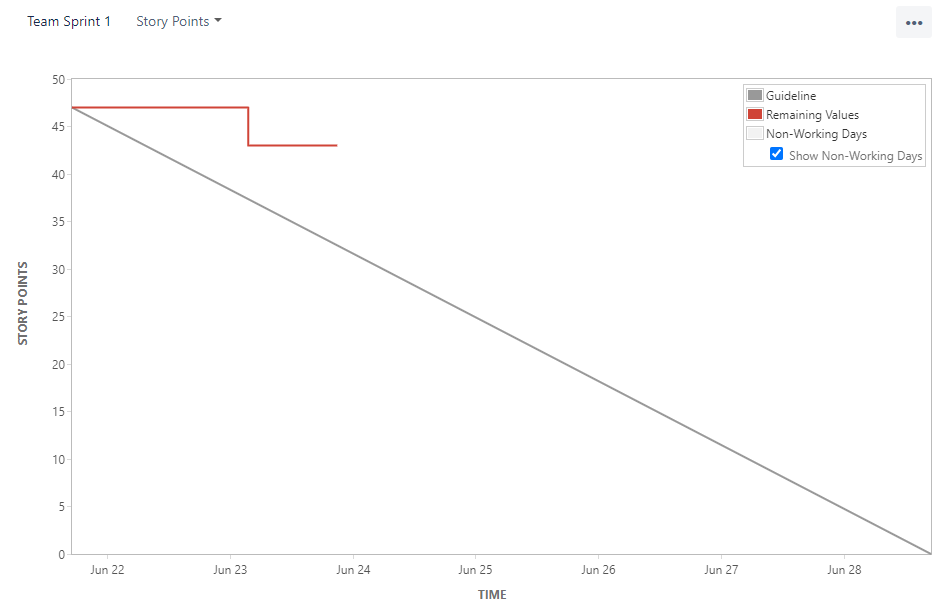 Team Sprint 1 Story Points
50
45
40
35
30
25
20
15
10
5
0
STORY POINTS
Guideline
Remaining Values
Non-Working Days
Show Non-Working Days
Jun 22 Jun 23 Jun 24 Jun 25 Jun 26 Jun 27 Jun 28
TIME